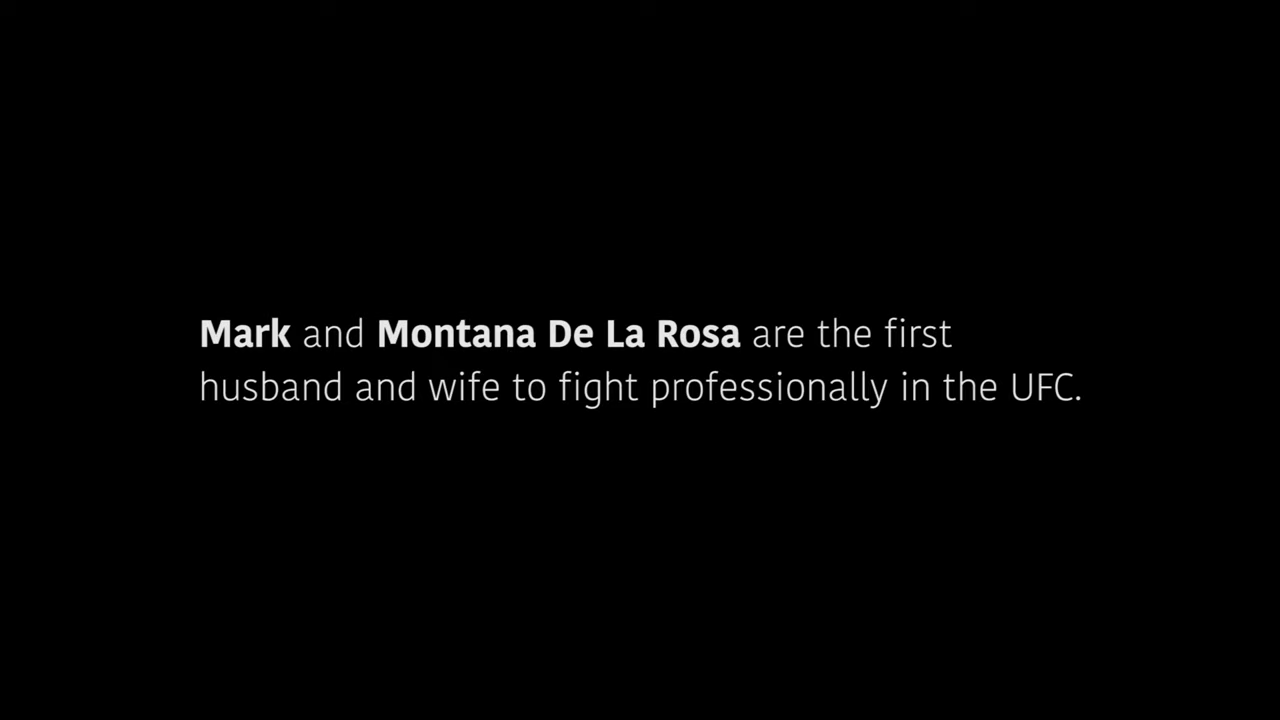 Mark and Montana De La Rosa are the first
husband and wife to fight professionally in the UFC.